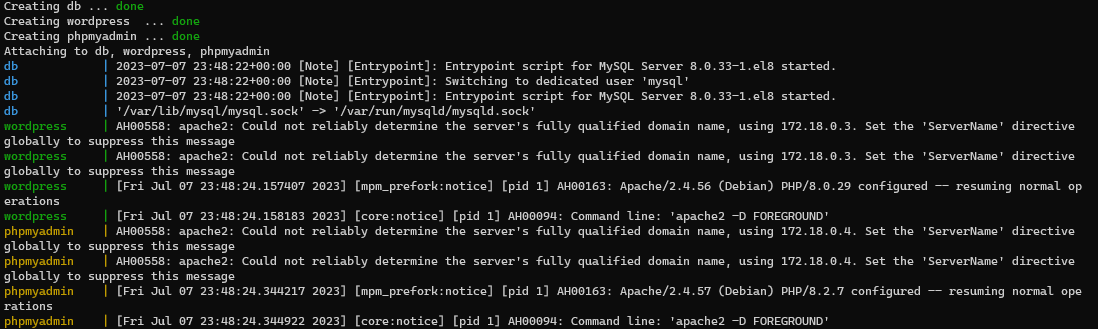 Creating db ... done
Creating wordpress  ... done
Creating phpmyadmin ... done
Attaching to db, wordpress, phpmyadmin
db            | 2023-07-07 23:48:22+00:00 [Note] [Entrypoint]: Entrypoint script for MySQL Server 8.0.33-1.el8 started.
db            | 2023-07-07 23:48:22+00:00 [Note] [Entrypoint]: Switching to dedicated user 'mysql'
db            | 2023-07-07 23:48:22+00:00 [Note] [Entrypoint]: Entrypoint script for MySQL Server 8.0.33-1.el8 started.
db            | '/var/lib/mysql/mysql.sock' -> '/var/run/mysqld/mysqld.sock'
wordpress     | AH00558: apache2: Could not reliably determine the server's fully qualified domain name, using 172.18.0.3. Set the 'ServerName' directive
globally to suppress this message
wordpress     | AH00558: apache2: Could not reliably determine the server's fully qualified domain name, using 172.18.0.3. Set the 'ServerName' directive
globally to suppress this message
wordpress     | [Fri Jul 07 23:48:24.157407 2023] [mpm_prefork:notice] [pid 1] AH00163: Apache/2.4.56 (Debian) PHP/8.0.29 configured -- resuming normal op
erations
wordpress     | [Fri Jul 07 23:48:24.158183 2023] [core:notice] [pid 1] AH00094: Command line: 'apache2 -D FOREGROUND'
phpmyadmin    | AH00558: apache2: Could not reliably determine the server's fully qualified domain name, using 172.18.0.4. Set the 'ServerName' directive
globally to suppress this message
phpmyadmin    | AH00558: apache2: Could not reliably determine the server's fully qualified domain name, using 172.18.0.4. Set the 'ServerName' directive
globally to suppress this message
phpmyadmin    | [Fri Jul 07 23:48:24.344217 2023] [mpm_prefork:notice] [pid 1] AH00163: Apache/2.4.57 (Debian) PHP/8.2.7 configured -- resuming normal ope
rations
phpmyadmin    | [Fri Jul 07 23:48:24.344922 2023] [core:notice] [pid 1] AH00094: Command line: 'apache2 -D FOREGROUND'